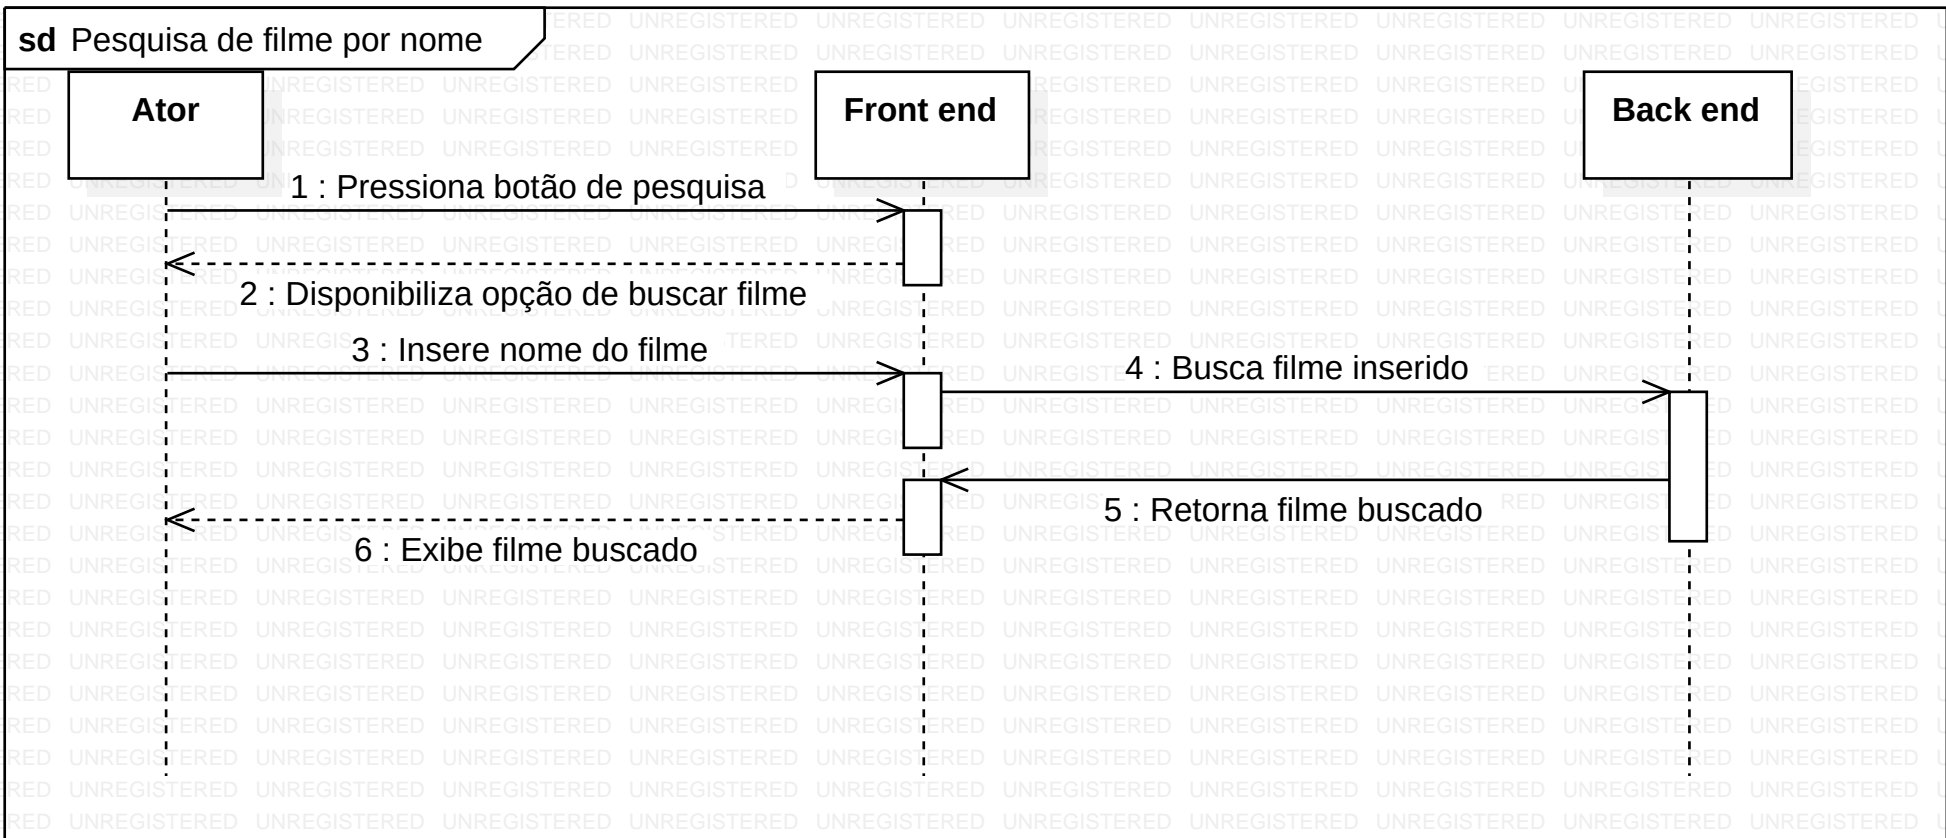 sd Pesquisa de filme por nome
Ator
Front end
Back end
1 : Pressiona botão de pesquisa
2 : Disponibiliza opção de buscar filme
3 : Insere nome do filme
4 : Busca filme inserido
5 : Retorna filme buscado
6 : Exibe filme buscado
UNREGISTERED